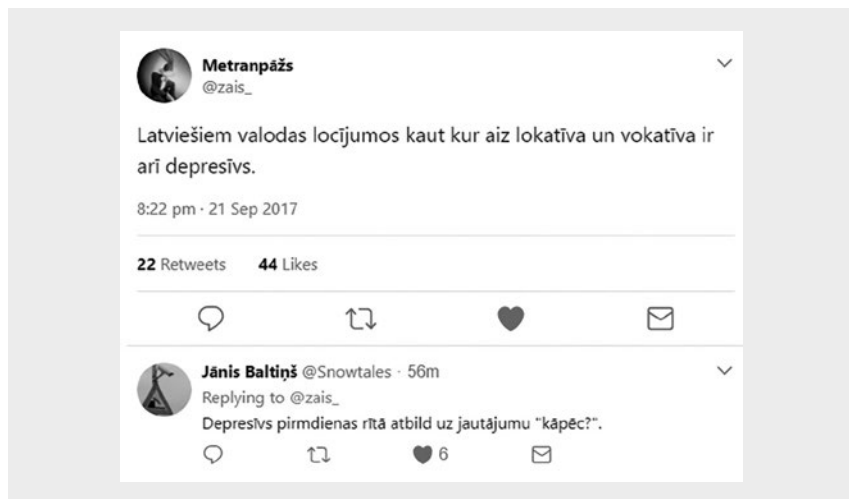 Metranpāžs
@zais_
Latviešiem valodas locījumos kaut kur aiz lokatīva un vokatīva ir
arī depresīvs.
8:22 pm · 21 Sep 2017
22 Retweets 44 Likes
Jānis Baltiņš @Snowtales · 56m
Replying to @zais_
Depresīvs pirmdienas rītā atbild uz jautājumu "kāpēc?".
6